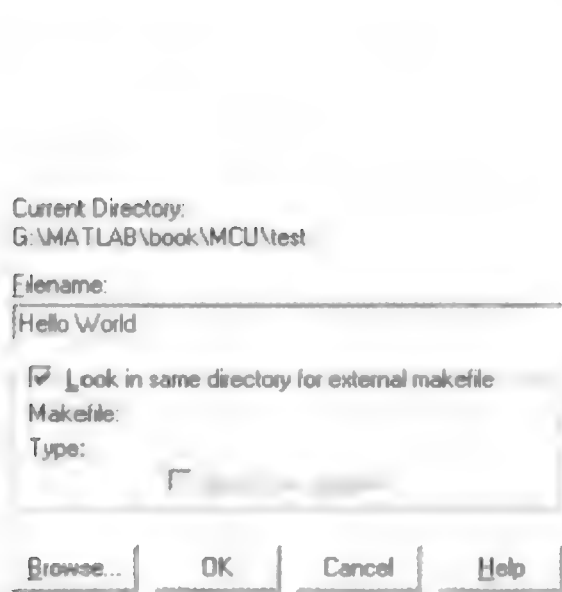 Current Directory:
G:\MATLAB\book\MCU\test
Filename:
Hello World
Look in same directory for external makefile
Makefile:
Type:
Browse... OK Cancel Help